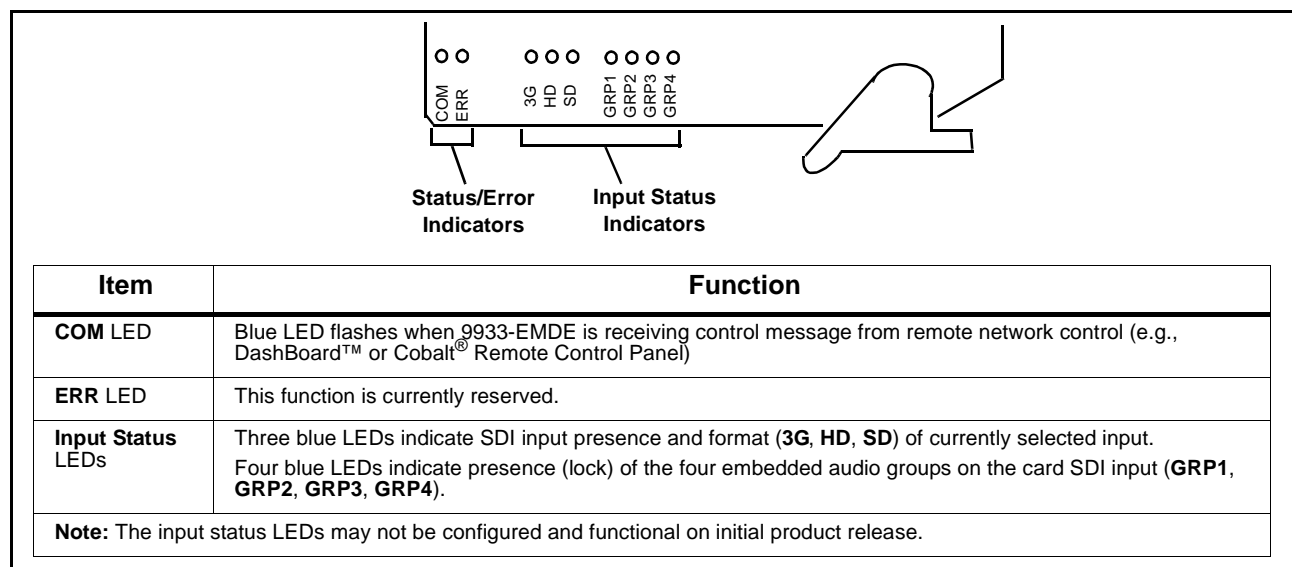 COM
ERR
3G
HD
SD
GRP1
GRP2
GRP3
GRP4
Status/Error
Indicators
Input Status
Indicators
Item
Function
COM LED
Blue LED flashes when 9933-EMDE is receiving control message from remote network control (e.g.,
DashBoard™ or Cobalt® Remote Control Panel)
ERR LED
This function is currently reserved.
Input Status
LEDs
Three blue LEDs indicate SDI input presence and format (3G, HD, SD) of currently selected input.
Four blue LEDs indicate presence (lock) of the four embedded audio groups on the card SDI input (GRP1,
GRP2, GRP3, GRP4).
Note: The input status LEDs may not be configured and functional on initial product release.